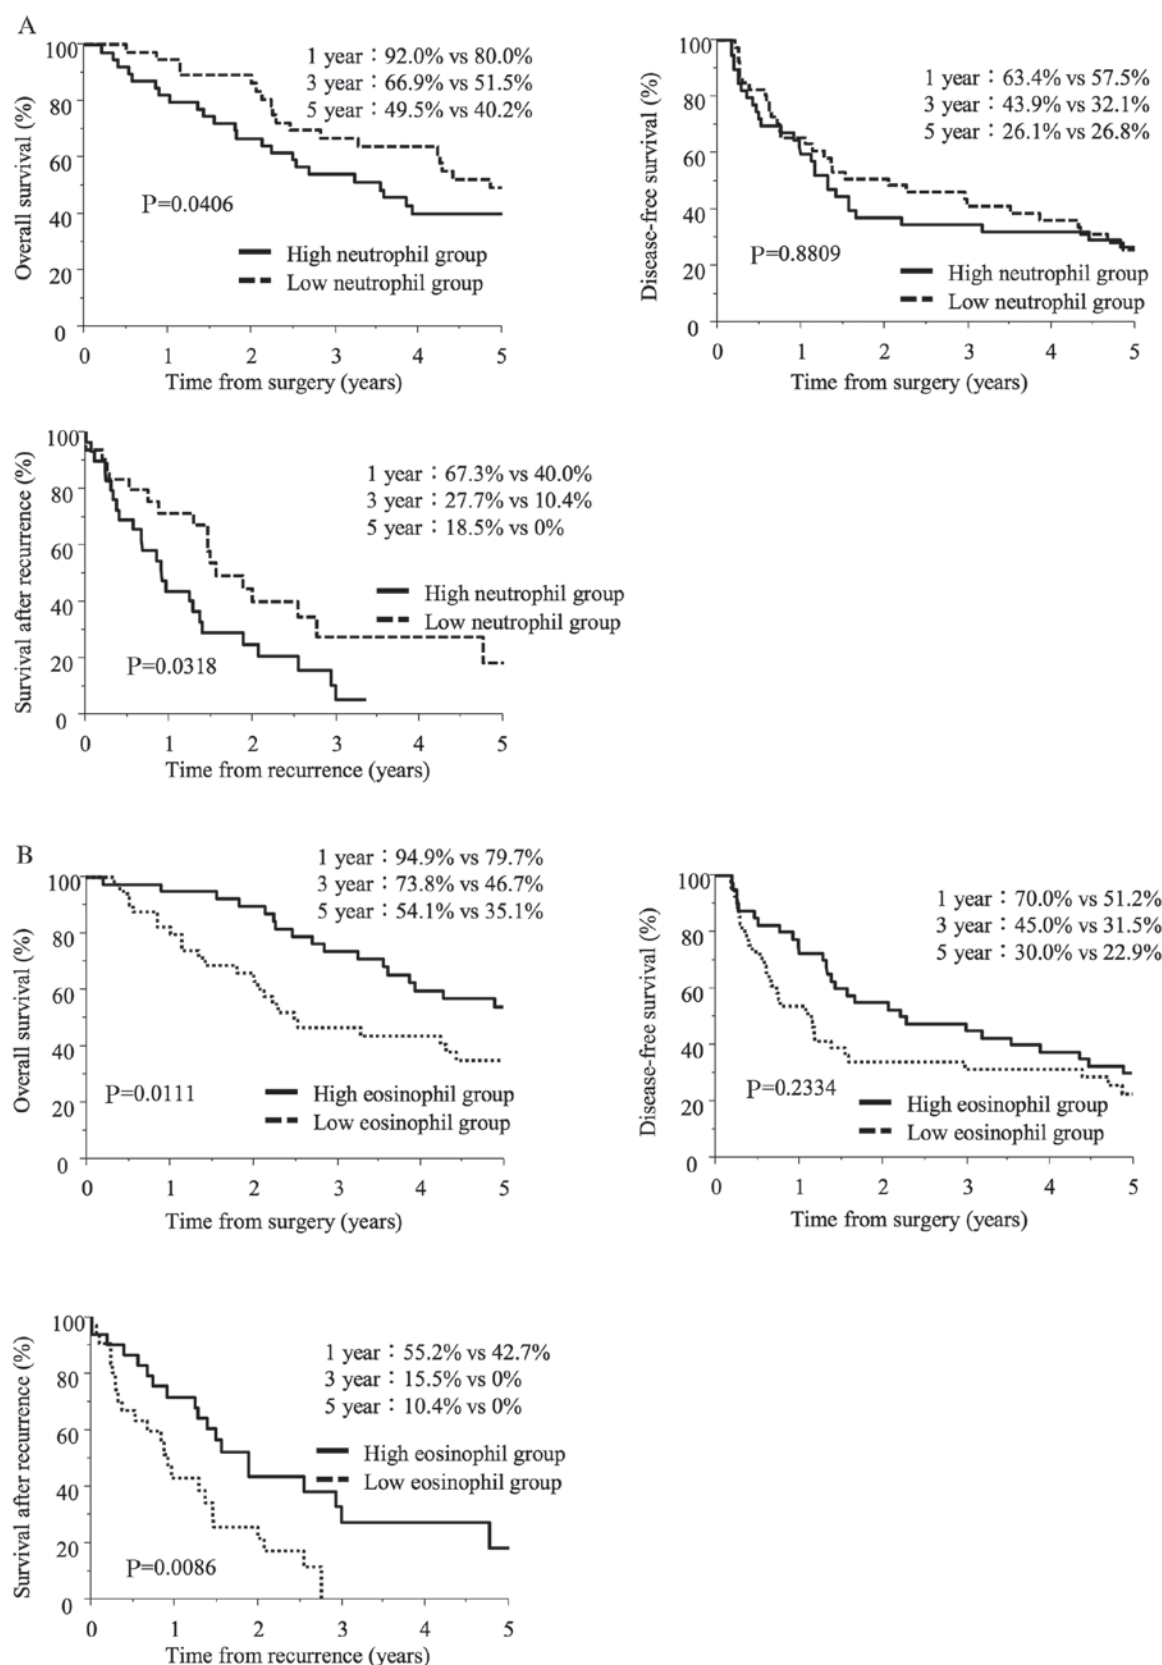 A
Overall survival (%)
100
80
60
40
20
0
1 year：92.0% vs 80.0%
3 year：66.9% vs 51.5%
5 year：49.5% vs 40.2%
P=0.0406
High neutrophil group
Low neutrophil group
0 1 2 3 4 5
Time from surgery (years)
Disease-free survival (%)
100
80
60
40
20
0
1 year：63.4% vs 57.5%
3 year：43.9% vs 32.1%
5 year：26.1% vs 26.8%
P=0.8809
High neutrophil group
Low neutrophil group
0 1 2 3 4 5
Time from surgery (years)
Survival after recurrence (%)
100
80
60
40
20
0
1 year：67.3% vs 40.0%
3 year：27.7% vs 10.4%
5 year：18.5% vs 0%
High neutrophil group
Low neutrophil group
P=0.0318
0 1 2 3 4 5
Time from recurrence (years)
B
Overall survival (%)
100
80
60
40
20
0
1 year：94.9% vs 79.7%
3 year：73.8% vs 46.7%
5 year：54.1% vs 35.1%
P=0.0111
High eosinophil group
Low eosinophil group
0 1 2 3 4 5
Time from surgery (years)
Disease-free survival (%)
100
80
60
40
20
0
1 year：70.0% vs 51.2%
3 year：45.0% vs 31.5%
5 year：30.0% vs 22.9%
P=0.2334
High eosinophil group
Low eosinophil group
0 1 2 3 4 5
Time from surgery (years)
Survival after recurrence (%)
100
80
60
40
20
0
1 year：55.2% vs 42.7%
3 year：15.5% vs 0%
5 year：10.4% vs 0%
High eosinophil group
Low eosinophil group
P=0.0086
0 1 2 3 4 5
Time from recurrence (years)